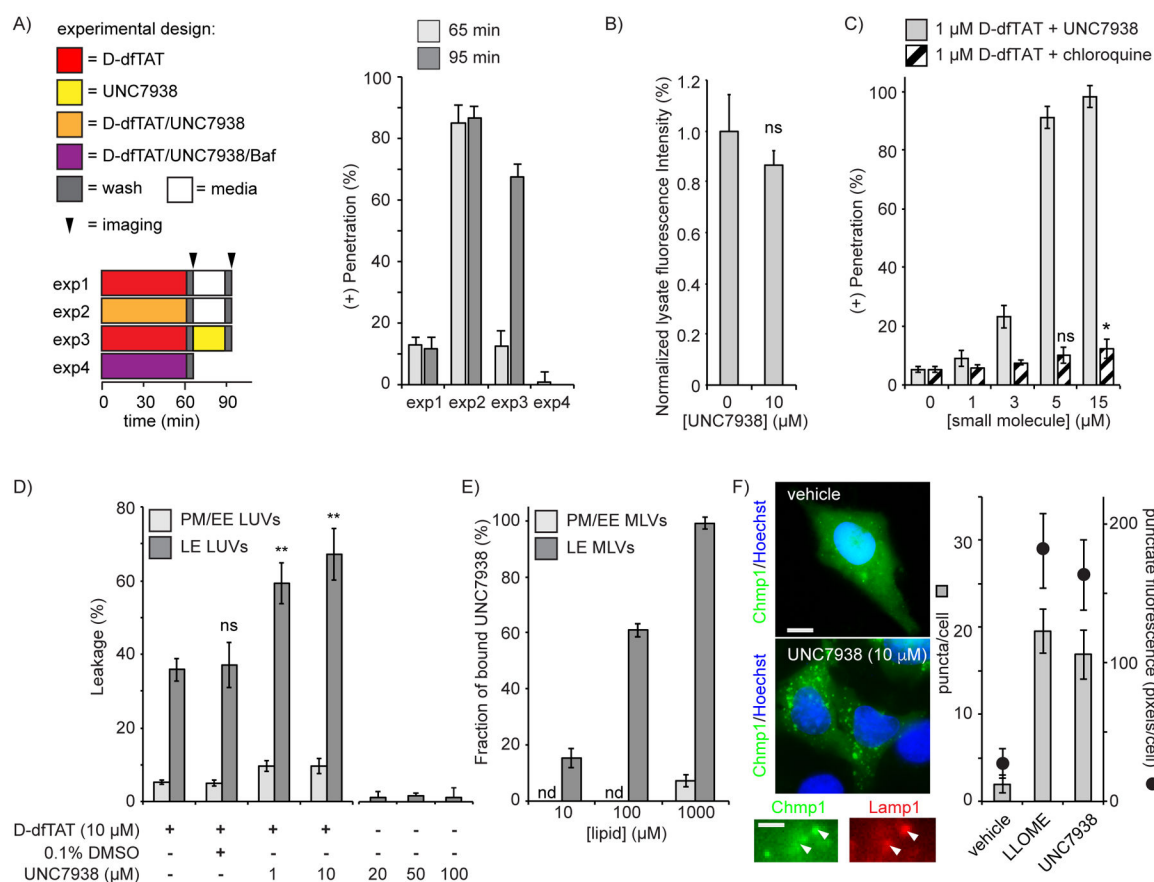 A)
experimental design:
= D-dfTAT
= UNC7938
= D-dfTAT/UNC7938
= D-dfTAT/UNC7938/Baf
= wash
= media
= imaging
exp1
exp2
exp3
exp4
0 30 60 90
time (min)
65 min
95 min
(+) Penetration (%)
100
80
60
40
20
0
exp1 exp2 exp3 exp4
B)
Normalized lysate fluorescence Intensity (%)
1.2
1.0
0.8
0.6
0.4
0.2
0
ns
0 10
[UNC7938] (µM)
C)
1 µM D-dfTAT + UNC7938
1 µM D-dfTAT + chloroquine
(+) Penetration (%)
100
80
60
40
20
0
ns
*
0 1 3 5 15
[small molecule] (µM)
D)
PM/EE LUVs
LE LUVs
Leakage (%)
80
60
40
20
0
ns
**
**
D-dfTAT (10 µM) + + + + - - -
0.1% DMSO - + - - - - -
UNC7938 (µM) - - 1 10 20 50 100
E)
PM/EE MLVs
LE MLVs
Fraction of bound UNC7938 (%)
100
80
60
40
20
0
nd
nd
10 100 1000
[lipid] (µM)
F)
vehicle
Chmp1/Hoechst
UNC7938 (10 µM)
Chmp1/Hoechst
Chmp1
Lamp1
puncta/cell
30
20
10
0
200
100
0
punctate fluorescence (pixels/cell)
vehicle
LLOME
UNC7938